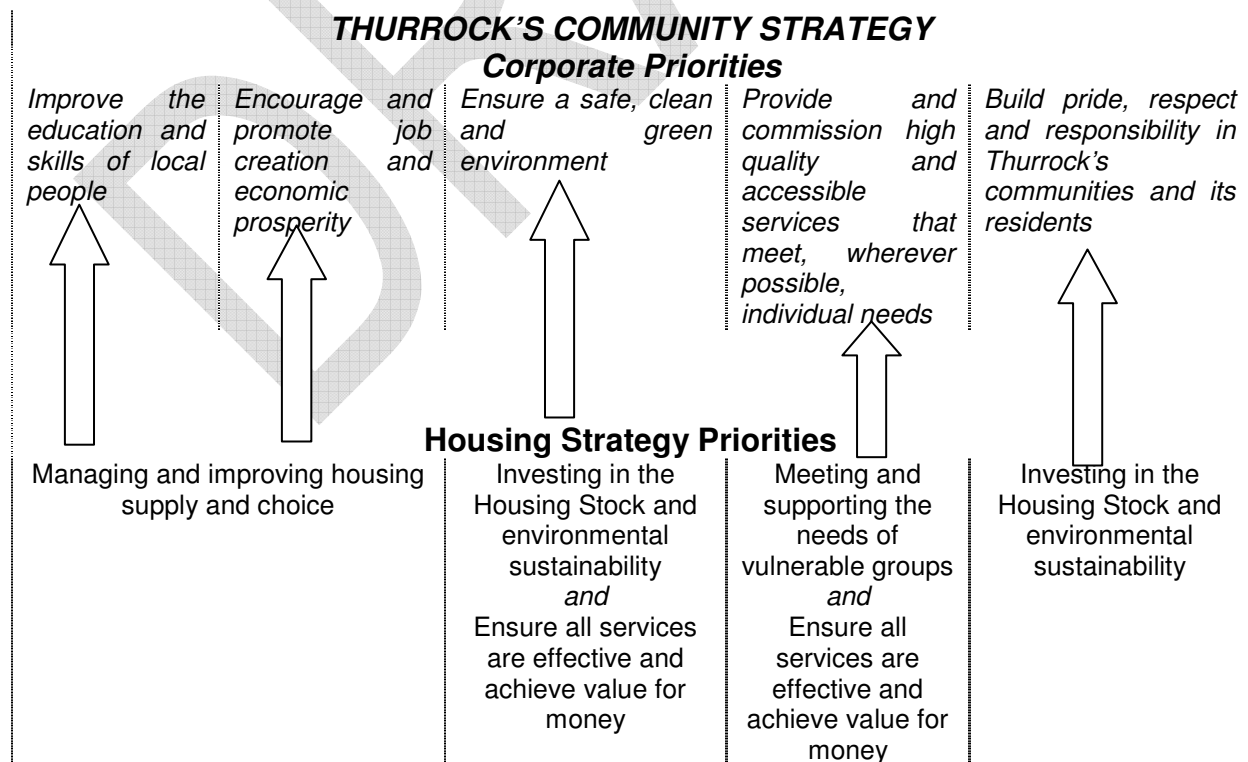 THURROCK'S COMMUNITY STRATEGY
Corporate Priorities
Improve the
education and
skills of local
people
Encourage and
promote job
creation and
economic
prosperity
Ensure a safe, clean
and green
environment
Provide and
commission high
quality and
accessible
services that
meet, wherever
possible,
individual needs
Build pride, respect
and responsibility in
Thurrock's
communities and its
residents
Housing Strategy Priorities
Managing and improving housing
supply and choice
Investing in the
Housing Stock and
environmental
sustainability
and
Ensure all services
are effective and
achieve value for
money
Meeting and
supporting the
needs of
vulnerable groups
and
Ensure all
services are
effective and
achieve value for
money
Investing in the
Housing Stock and
environmental
sustainability